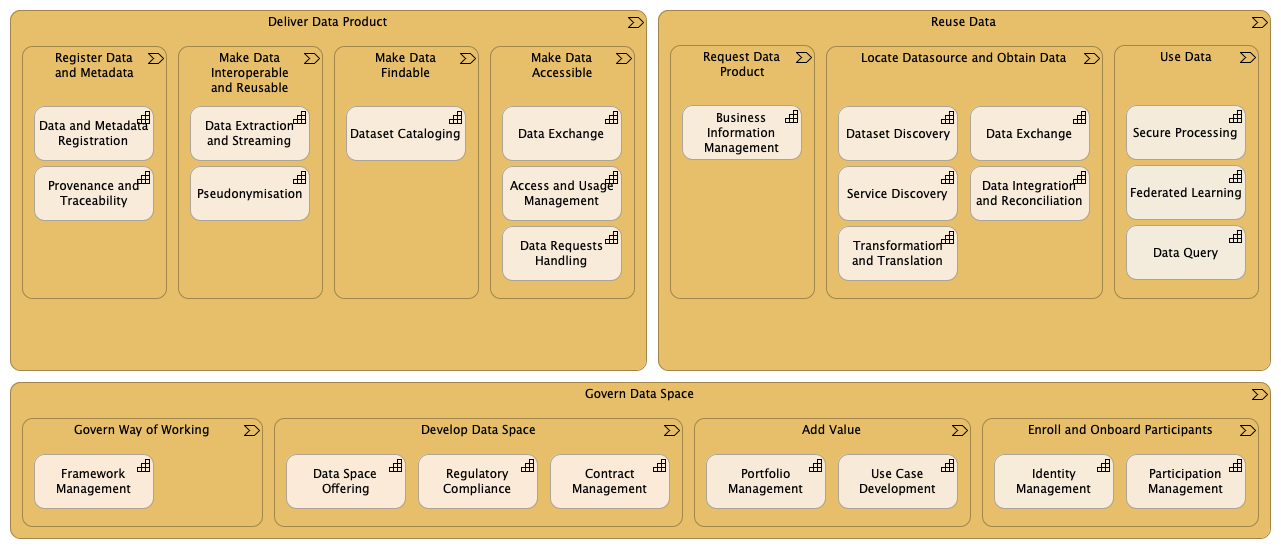 Deliver Data Product
Register Data
and Metadata
Data and Metadata
Registration
Provenance and
Traceability
Make Data
Interoperable
and Reusable
Data Extraction
and Streaming
Pseudonymisation
Make Data
Findable
Dataset Cataloging
Make Data
Accessible
Data Exchange
Access and Usage
Management
Data Requests
Handling
Reuse Data
Request Data
Product
Business
Information
Management
Locate Datasource and Obtain Data
Dataset Discovery
Data Exchange
Service Discovery
Data Integration
and Reconciliation
Transformation
and Translation
Use Data
Secure Processing
Federated Learning
Data Query
Govern Data Space
Govern Way of Working
Framework
Management
Develop Data Space
Data Space
Offering
Regulatory
Compliance
Contract
Management
Add Value
Portfolio
Management
Use Case
Development
Enroll and Onboard Participants
Identity
Management
Participation
Management